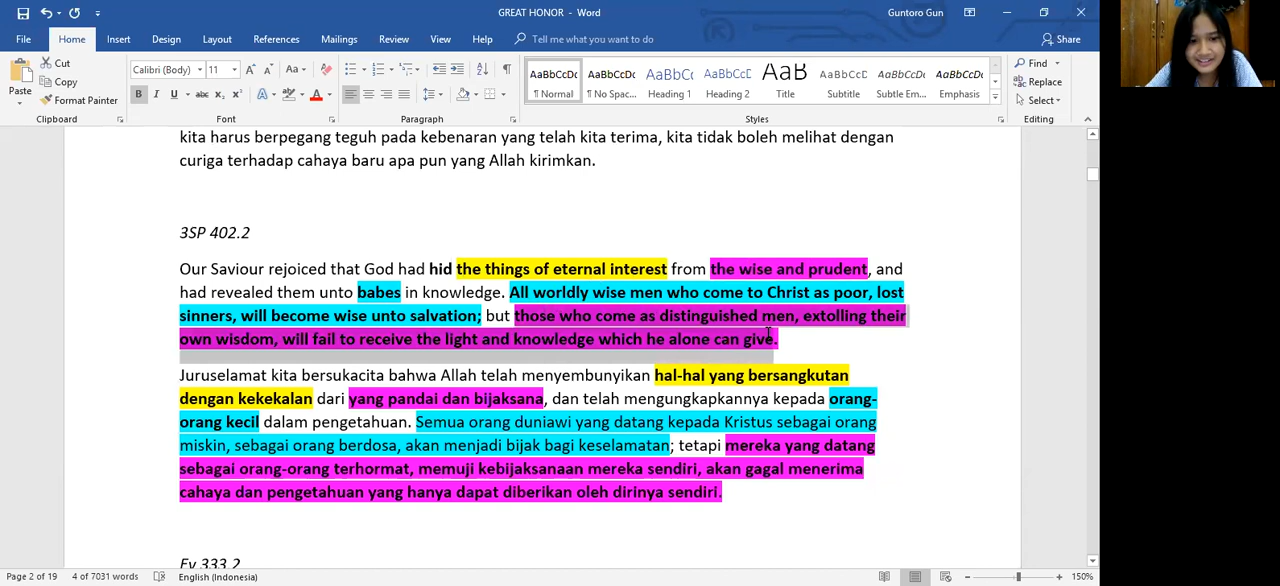 GREAT HONOR - Word
Guntoro Gun
File Home Insert Design Layout References Mailings Review View Help Tell me what you want to do Share
Paste
Cut
Copy
Format Painter
Clipboard
Calibri (Body) 11
Font
Paragraph
AaBbCcDc AaBbCcDc AaBbCcD AaBbCcD AaB AaBbCcD AaBbCcDc AaBbCcDc
¶ Normal ¶ No Spac... Heading 1 Heading 2 Title Subtitle Subtle Em... Emphasis
Styles
Find
Replace
Select
Editing
kita harus berpegang teguh pada kebenaran yang telah kita terima, kita tidak boleh melihat dengan
curiga terhadap cahaya baru apa pun yang Allah kirimkan.
3SP 402.2
Our Saviour rejoiced that God had hid the things of eternal interest from the wise and prudent, and
had revealed them unto babes in knowledge. All worldly wise men who come to Christ as poor, lost
sinners, will become wise unto salvation; but those who come as distinguished men, extolling their
own wisdom, will fail to receive the light and knowledge which he alone can give.
Juruselamat kita bersukacita bahwa Allah telah menyembunyikan hal-hal yang bersangkutan
dengan kekekalan dari yang pandai dan bijaksana, dan telah mengungkapkannya kepada orang-
orang kecil dalam pengetahuan. Semua orang duniawi yang datang kepada Kristus sebagai orang
miskin, sebagai orang berdosa, akan menjadi bijak bagi keselamatan; tetapi mereka yang datang
sebagai orang-orang terhormat, memuji kebijaksanaan mereka sendiri, akan gagal menerima
cahaya dan pengetahuan yang hanya dapat diberikan oleh dirinya sendiri.
Ev 333.2
Page 2 of 19 4 of 7031 words English (Indonesia) 150%